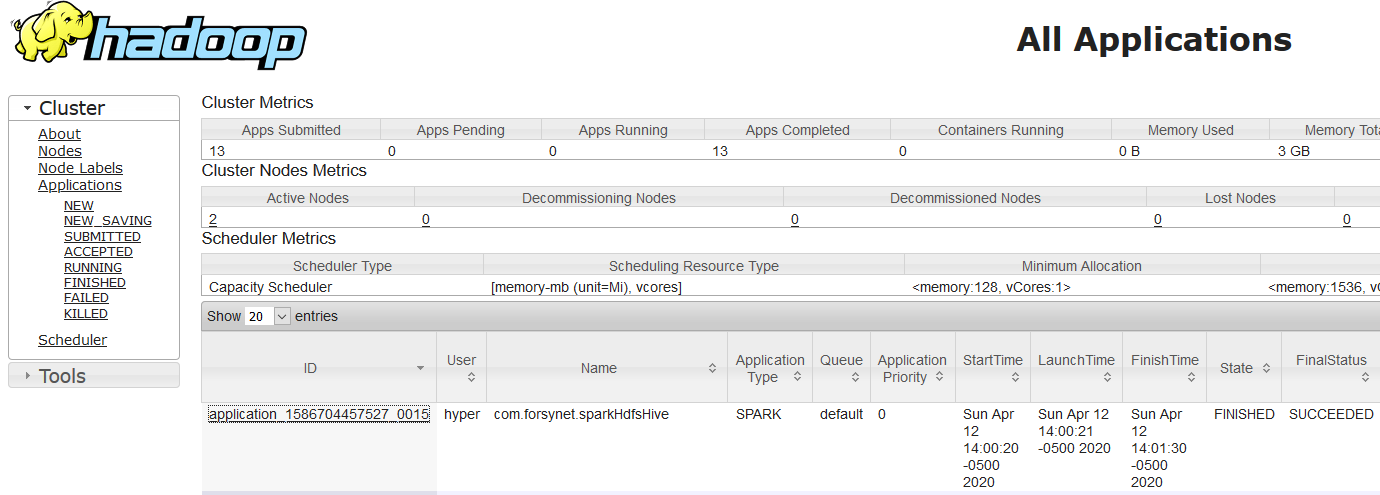 hadoop
All Applications
Cluster
About
Nodes
Node Labels
Applications
NEW
NEW_SAVING
SUBMITTED
ACCEPTED
RUNNING
FINISHED
FAILED
KILLED
Scheduler
Tools
Cluster Metrics
Apps Submitted Apps Pending Apps Running Apps Completed Containers Running Memory Used Memory Tota
13 0 0 13 0 0 B 3 GB
Cluster Nodes Metrics
Active Nodes Decommissioning Nodes Decommissioned Nodes Lost Nodes
2 0 0 0 0
Scheduler Metrics
Scheduler Type Scheduling Resource Type Minimum Allocation
Capacity Scheduler [memory-mb (unit=Mi), vcores] <memory:128, vCores:1> <memory:1536, vCores
Show 20 entries
ID User Name Application Type Queue Application Priority StartTime LaunchTime FinishTime State FinalStatus
application_1586704457527_0015 hyper com.forsynet.sparkHdfsHive SPARK default 0 Sun Apr 12 14:00:20 -0500 2020 Sun Apr 12 14:00:21 -0500 2020 Sun Apr 12 14:01:30 -0500 2020 FINISHED SUCCEEDED